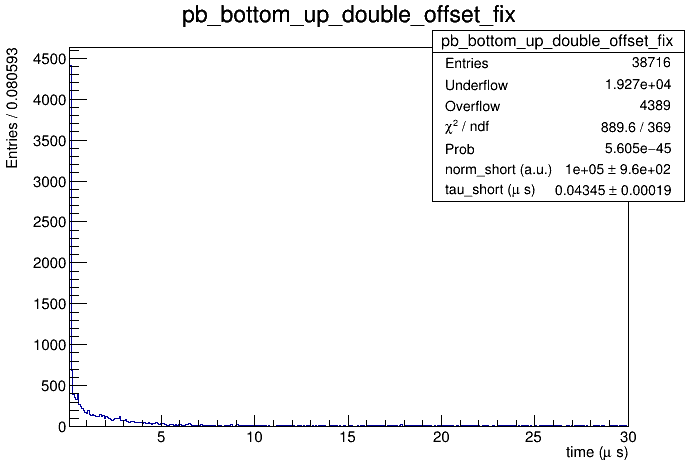 pb_bottom_up_double_offset_fix
pb_bottom_up_double_offset_fix
Entries 38716
Underflow 1.927e+04
Overflow 4389
χ² / ndf 889.6 / 369
Prob 5.605e−45
norm_short (a.u.) 1e+05 ± 9.6e+02
tau_short (μ s) 0.04345 ± 0.00019
Entries / 0.080593
4500
4000
3500
3000
2500
2000
1500
1000
500
0
5 10 15 20 25 30
time (μ s)